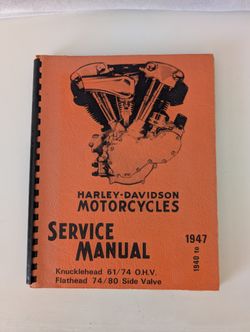 HARLEY-DAVIDSON
MOTORCYCLES
SERVICE
MANUAL
1940 to 1947
Knucklehead 61/74 O.H.V.
Flathead 74/80 Side Valve